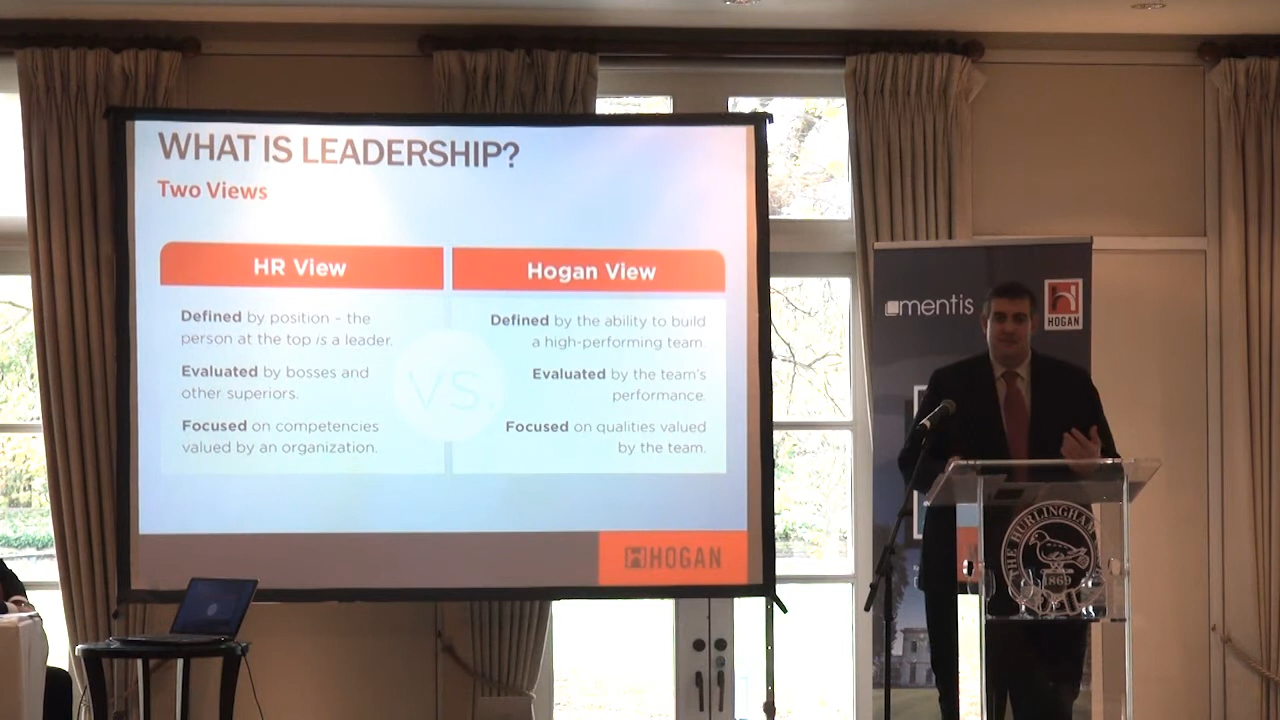 WHAT IS LEADERSHIP?
Two Views
HR View
Defined by position – the
person at the top is a leader.
Evaluated by bosses and
other superiors.
Focused on competencies
valued by an organization.
VS.
Hogan View
Defined by the ability to build
a high-performing team.
Evaluated by the team's
performance.
Focused on qualities valued
by the team.
HOGAN
mentis
HOGAN
THE HURLINGHAM
1869